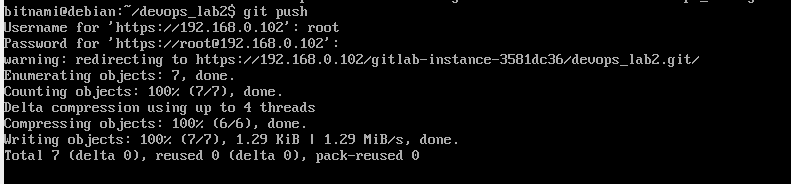 bitnami@debian:~/devops_lab2$ git push
Username for 'https://192.168.0.102': root
Password for 'https://root@192.168.0.102':
warning: redirecting to https://192.168.0.102/gitlab-instance-3581dc36/devops_lab2.git/
Enumerating objects: 7, done.
Counting objects: 100% (7/7), done.
Delta compression using up to 4 threads
Compressing objects: 100% (6/6), done.
Writing objects: 100% (7/7), 1.29 KiB | 1.29 MiB/s, done.
Total 7 (delta 0), reused 0 (delta 0), pack-reused 0